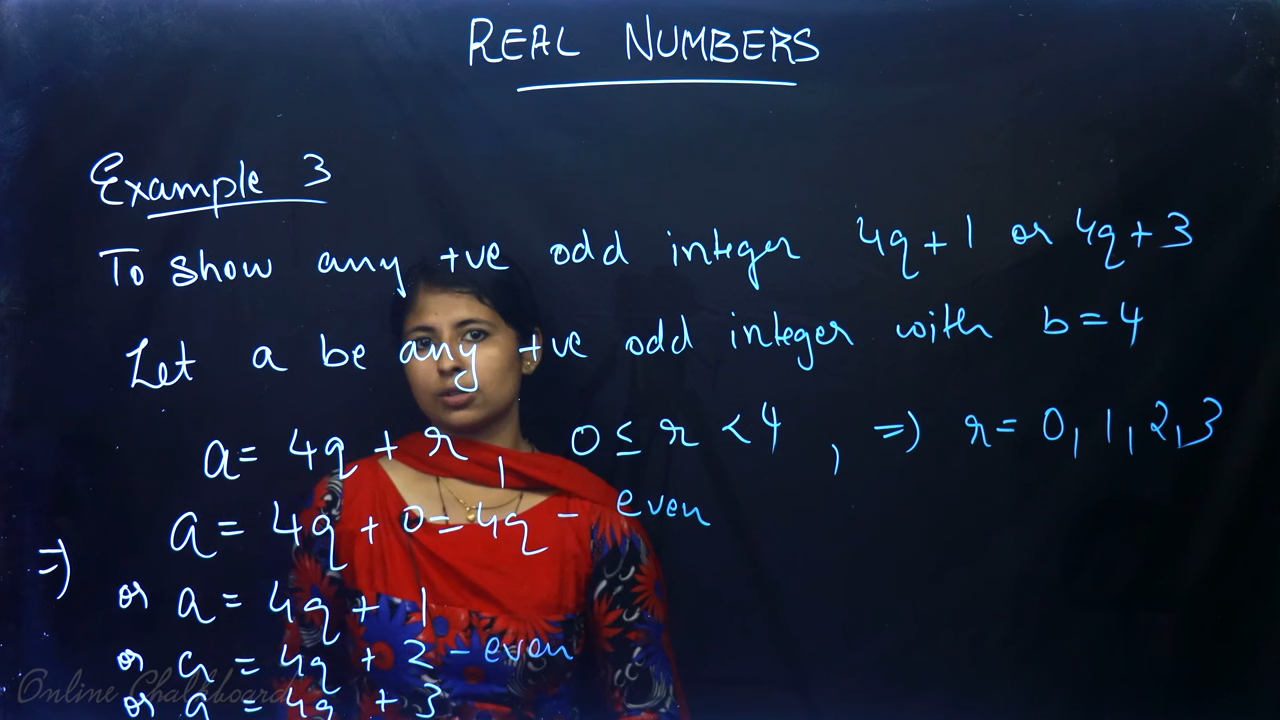 REAL NUMBERS
Example 3
To show any +ve odd integer 4q + 1 or 4q + 3
Let a be any +ve odd integer with b = 4
a = 4q + r, 0 ≤ r < 4, => r = 0, 1, 2, 3
=> a = 4q + 0 = 4q - even
or a = 4q + 1
or a = 4q + 2 - even
or a = 4q + 3
Online Chalkboard